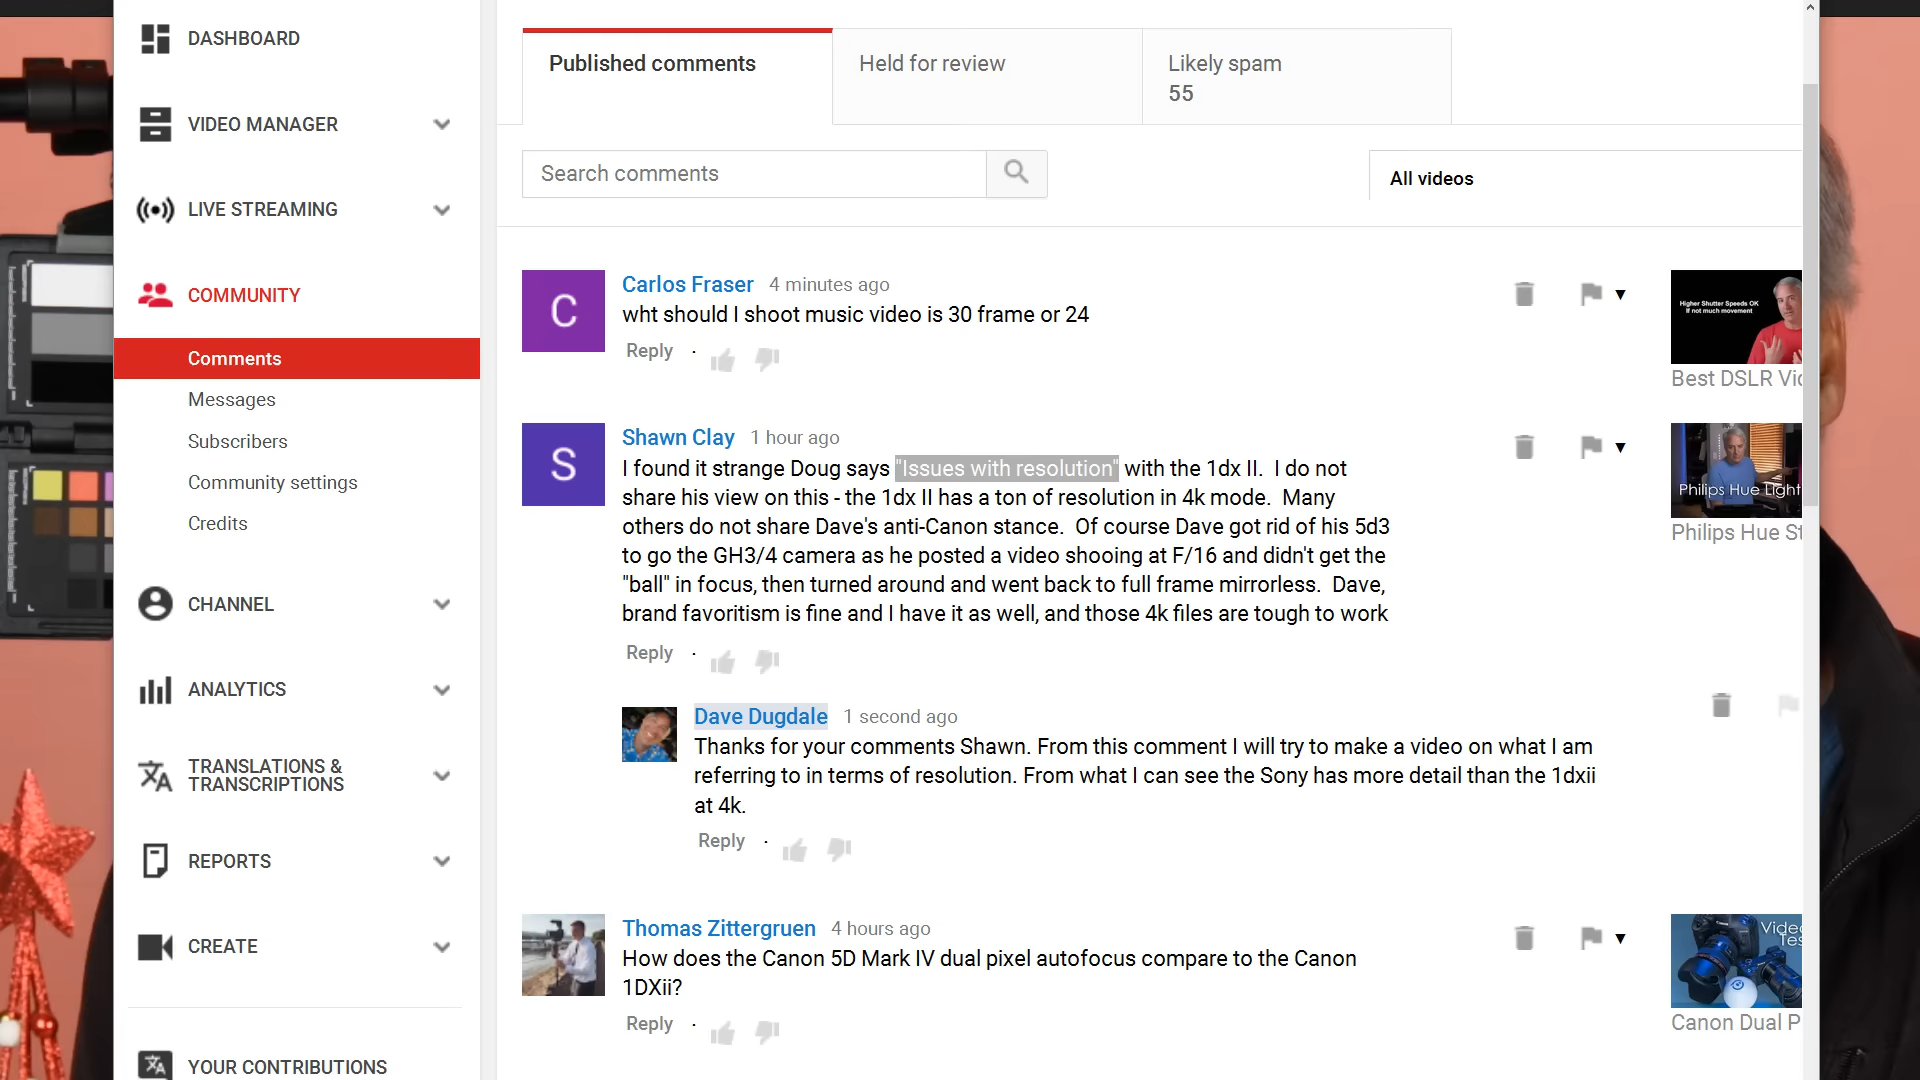 DASHBOARD
VIDEO MANAGER
LIVE STREAMING
COMMUNITY
Comments
Messages
Subscribers
Community settings
Credits
CHANNEL
ANALYTICS
TRANSLATIONS &
TRANSCRIPTIONS
REPORTS
CREATE
YOUR CONTRIBUTIONS
Published comments
Held for review
Likely spam
55
Search comments
All videos
C
Carlos Fraser 4 minutes ago
wht should I shoot music video is 30 frame or 24
Reply
Higher Shutter Speeds OK
If not much movement
Best DSLR Vic
S
Shawn Clay 1 hour ago
I found it strange Doug says "Issues with resolution" with the 1dx II. I do not
share his view on this - the 1dx II has a ton of resolution in 4k mode. Many
others do not share Dave's anti-Canon stance. Of course Dave got rid of his 5d3
to go the GH3/4 camera as he posted a video shooing at F/16 and didn't get the
"ball" in focus, then turned around and went back to full frame mirrorless. Dave,
brand favoritism is fine and I have it as well, and those 4k files are tough to work
Reply
Philips Hue Light
Philips Hue St
Dave Dugdale 1 second ago
Thanks for your comments Shawn. From this comment I will try to make a video on what I am
referring to in terms of resolution. From what I can see the Sony has more detail than the 1dxii
at 4k.
Reply
Thomas Zittergruen 4 hours ago
How does the Canon 5D Mark IV dual pixel autofocus compare to the Canon
1DXii?
Reply
Video
Tes
Canon Dual P